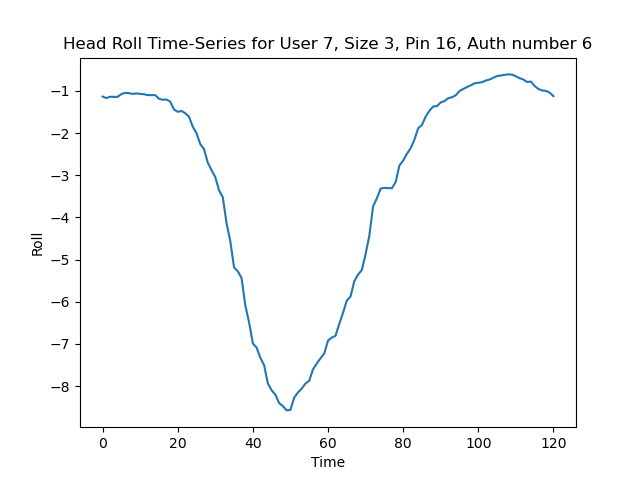 Head Roll Time-Series for User 7, Size 3, Pin 16, Auth number 6
−1
−2
−3
−4
−5
−6
−7
−8
Roll
0 20 40 60 80 100 120
Time